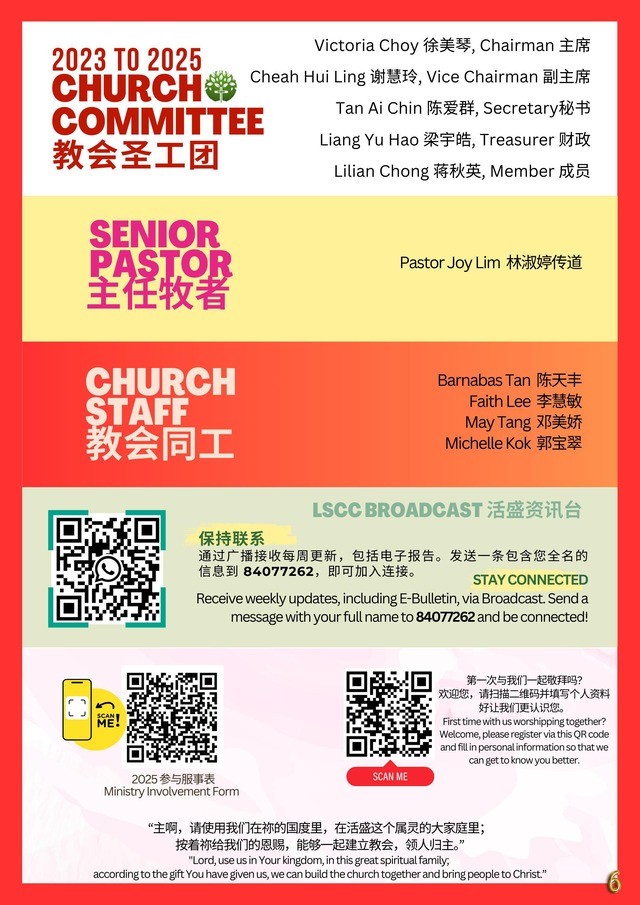 2023 TO 2025
CHURCH
COMMITTEE
教会圣工团
Victoria Choy 徐美琴, Chairman 主席
Cheah Hui Ling 谢慧玲, Vice Chairman 副主席
Tan Ai Chin 陈爱群, Secretary秘书
Liang Yu Hao 梁宇皓, Treasurer 财政
Lilian Chong 蒋秋英, Member 成员
SENIOR
PASTOR
主任牧者
Pastor Joy Lim 林淑婷传道
CHURCH
STAFF
教会同工
Barnabas Tan 陈天丰
Faith Lee 李慧敏
May Tang 邓美娇
Michelle Kok 郭宝翠
LSCC BROADCAST 活盛资讯台
保持联系
通过广播接收每周更新，包括电子报告。发送一条包含您全名的
信息到 84077262，即可加入连接。
STAY CONNECTED
Receive weekly updates, including E-Bulletin, via Broadcast. Send a
message with your full name to 84077262 and be connected!
SCAN
ME!
2025 参与服事表
Ministry Involvement Form
SCAN ME
第一次与我们一起敬拜吗?
欢迎您，请扫描二维码并填写个人资料
好让我们更认识您。
First time with us worshipping together?
Welcome, please register via this QR code
and fill in personal information so that we
can get to know you better.
“主啊，请使用我们在祢的国度里，在活盛这个属灵的大家庭里；
按着祢给我们的恩赐，能够一起建立教会，领人归主。”
"Lord, use us in Your kingdom, in this great spiritual family;
according to the gift You have given us, we can build the church together and bring people to Christ.”
6